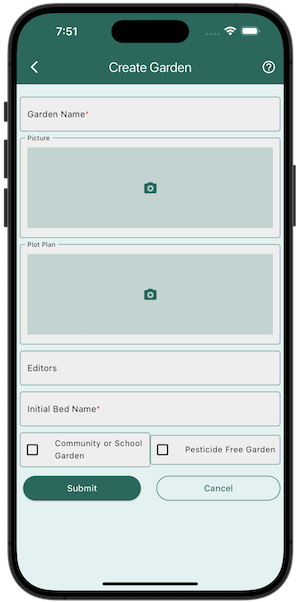 7:51
Create Garden
Garden Name*
Picture
Plot Plan
Editors
Initial Bed Name*
Community or School
Garden
Pesticide Free Garden
Submit
Cancel